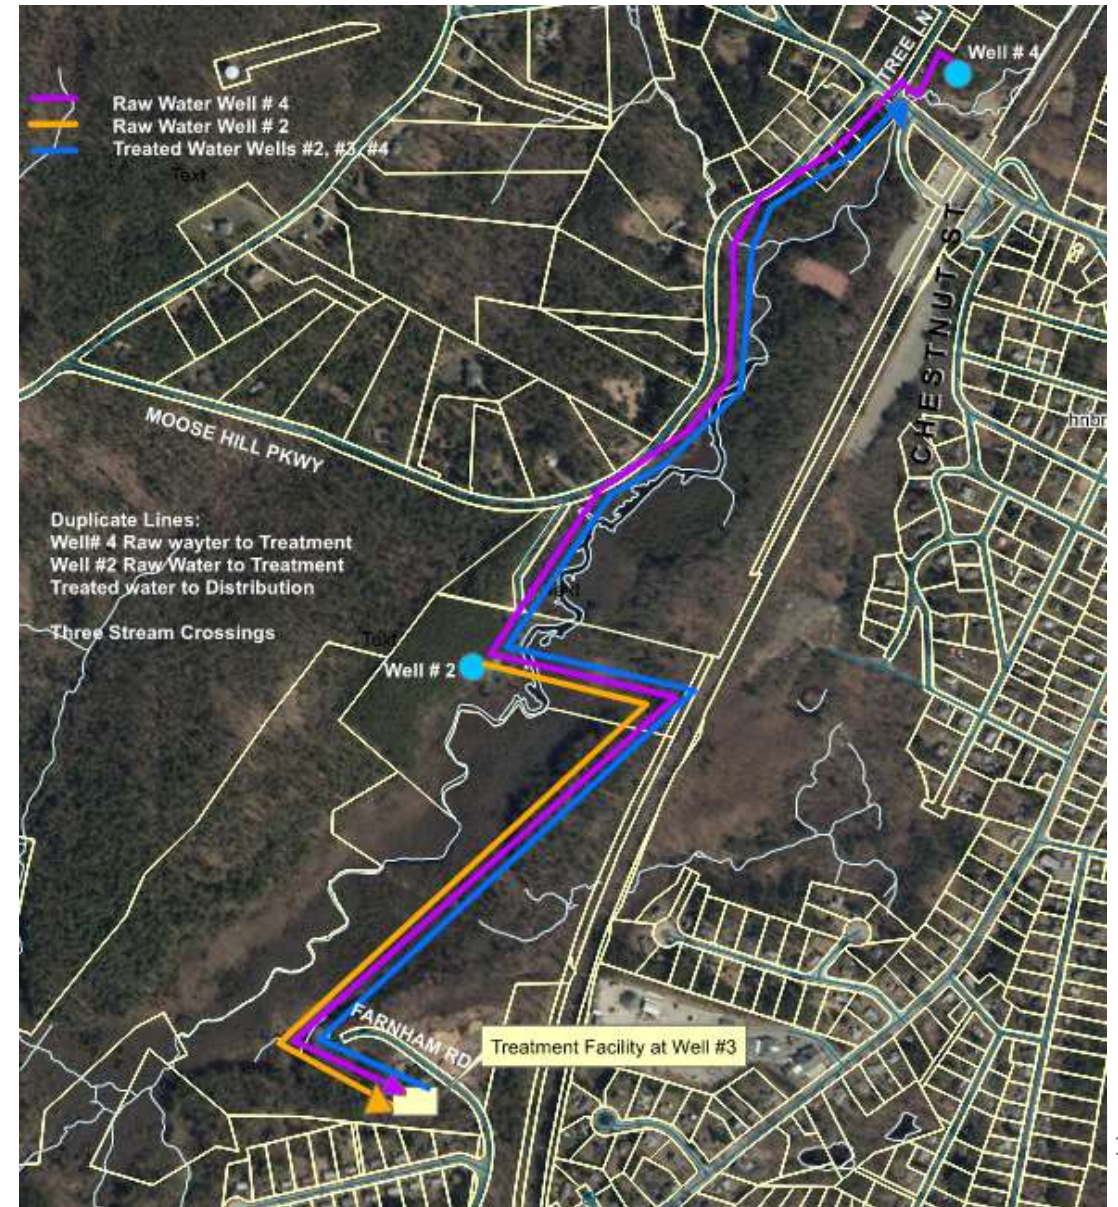 TREE LN
Well # 4
Raw Water Well # 4
Raw Water Well # 2
Treated Water Wells #2, #3, #4
Text
CHESTNUT ST
MOOSE HILL PKWY
Duplicate Lines:
Well# 4 Raw wayter to Treatment
Well #2 Raw Water to Treatment
Treated water to Distribution
Three Stream Crossings
Text
Well # 2
FARNHAM RD
Treatment Facility at Well #3